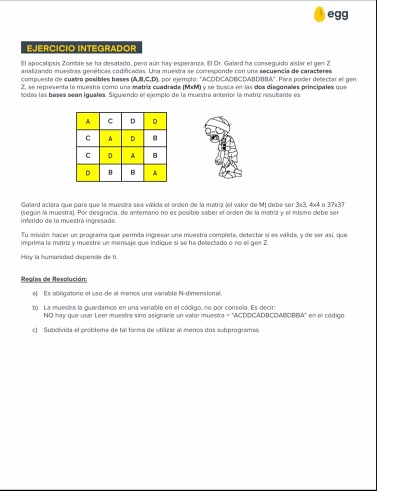 egg
EJERCICIO INTEGRADOR
El apocalipsis Zombie se ha desatado, pero aún hay esperanza. El Dr. Galard ha conseguido aislar el gen Z
analizando muestras genéticas codificadas. Una muestra se corresponde con una secuencia de caracteres
compuesta de cuatro posibles bases (A,B,C,D), por ejemplo: "ACDDCADBCDABDBBA". Para poder detectar el gen
Z, se representa la muestra como una matriz cuadrada (MxM) y se busca en las dos diagonales principales que
todas las bases sean iguales. Siguiendo el ejemplo de la muestra anterior la matriz resultante es
A C D D
C A D B
C D A B
D B B A
Galard aclara que para que la muestra sea válida el orden de la matriz (el valor de M) debe ser 3x3, 4x4 o 37x37
(según la muestra). Por desgracia, de antemano no es posible saber el orden de la matriz y el mismo debe ser
inferido de la muestra ingresada.
Tu misión: hacer un programa que permita ingresar una muestra completa, detectar si es válida, y de ser así, que
imprima la matriz y muestre un mensaje que indique si se ha detectado o no el gen Z.
Hoy la humanidad depende de ti.
Reglas de Resolución:
a) Es obligatorio el uso de al menos una variable N-dimensional.
b) La muestra la guardamos en una variable en el código, no por consola. Es decir:
NO hay que usar Leer muestra sino asignarle un valor muestra = "ACDDCADBCDABDBBA" en el código
c) Subdivida el problema de tal forma de utilizar al menos dos subprogramas